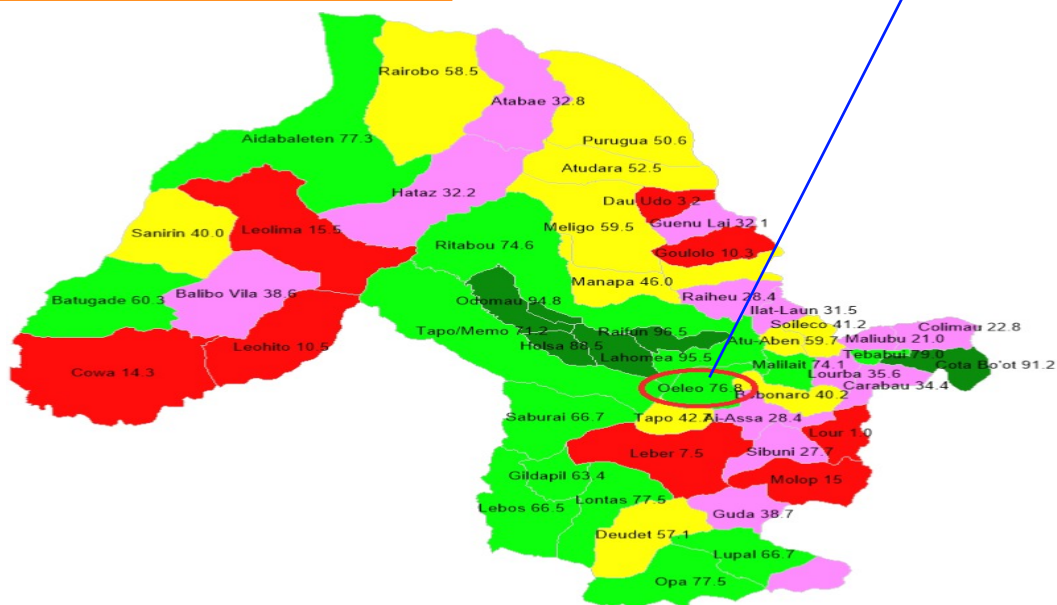 Rairobo 58.5
Atabae 32.8
Aidabaleten 77.3
Purugua 50.6
Atudara 52.5
Hataz 32.2
Dau Udo 3.2
Guenu Lai 32.1
Meligo 59.5
Sanirin 40.0
Leolima 15.5
Ritabou 74.6
Goulolo 10.3
Manapa 46.0
Batugade 60.3
Balibo Vila 38.6
Raiheu 28.4
Odomau 94.8
Ilat-Laun 31.5
Soileco 41.2
Colimau 22.8
Tapo/Memo 71.2
Raifun 96.5
Atu-Aben 59.7
Maliubu 21.0
Holsa 88.5
Leohito 10.5
Lahomea 95.5
Tebabui 79.0
Malilait 74.1
Cota Bo'ot 91.2
Cowa 14.3
Lourba 35.6
Oeleo 76.8
Carabau 34.4
Bobonaro 40.2
Saburai 66.7
Tapo 42.7
Ai-Assa 28.4
Lour 1.0
Leber 7.5
Sibuni 27.7
Gildapil 63.4
Molop 15
Lontas 77.5
Lebos 66.5
Guda 38.7
Deudet 57.1
Lupal 66.7
Opa 77.5